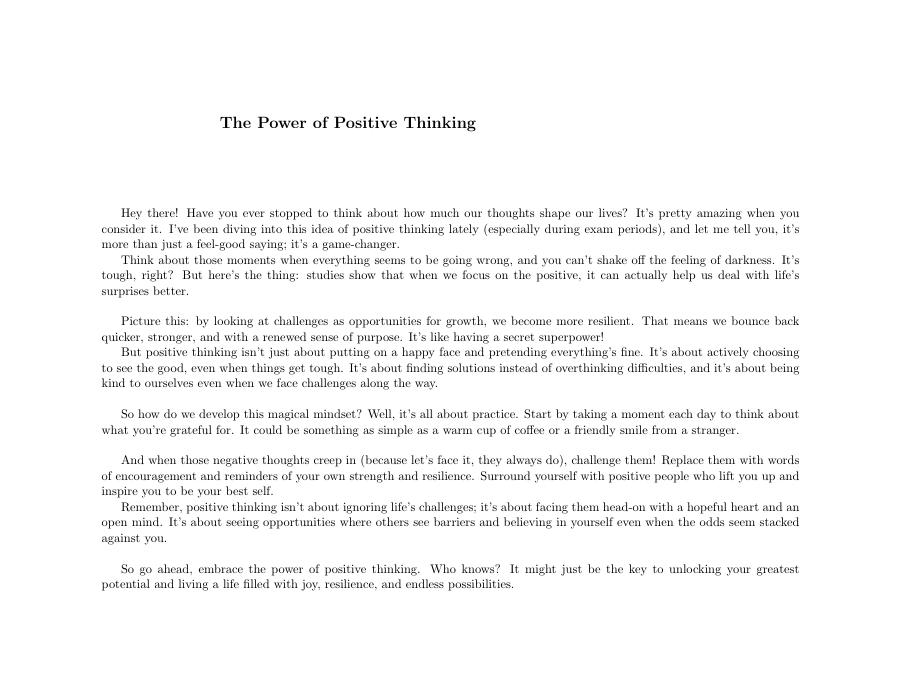 The Power of Positive Thinking
Hey there! Have you ever stopped to think about how much our thoughts shape our lives? It's pretty amazing when you
consider it. I've been diving into this idea of positive thinking lately (especially during exam periods), and let me tell you, it's
more than just a feel-good saying; it's a game-changer.
Think about those moments when everything seems to be going wrong, and you can't shake off the feeling of darkness. It's
tough, right? But here's the thing: studies show that when we focus on the positive, it can actually help us deal with life's
surprises better.
Picture this: by looking at challenges as opportunities for growth, we become more resilient. That means we bounce back
quicker, stronger, and with a renewed sense of purpose. It's like having a secret superpower!
But positive thinking isn't just about putting on a happy face and pretending everything's fine. It's about actively choosing
to see the good, even when things get tough. It's about finding solutions instead of overthinking difficulties, and it's about being
kind to ourselves even when we face challenges along the way.
So how do we develop this magical mindset? Well, it's all about practice. Start by taking a moment each day to think about
what you're grateful for. It could be something as simple as a warm cup of coffee or a friendly smile from a stranger.
And when those negative thoughts creep in (because let's face it, they always do), challenge them! Replace them with words
of encouragement and reminders of your own strength and resilience. Surround yourself with positive people who lift you up and
inspire you to be your best self.
Remember, positive thinking isn't about ignoring life's challenges; it's about facing them head-on with a hopeful heart and an
open mind. It's about seeing opportunities where others see barriers and believing in yourself even when the odds seem stacked
against you.
So go ahead, embrace the power of positive thinking. Who knows? It might just be the key to unlocking your greatest
potential and living a life filled with joy, resilience, and endless possibilities.